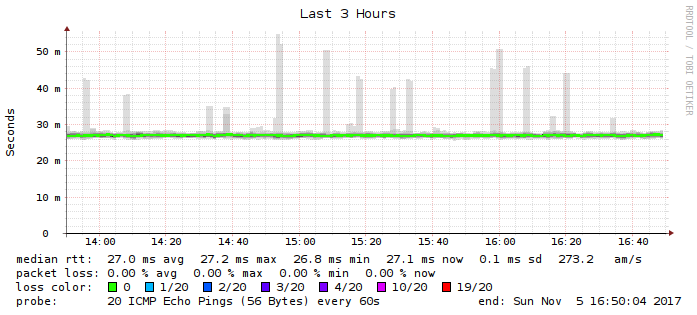 Last 3 Hours
RRDTOOL / TOBI OETIKER
Seconds
50 m
40 m
30 m
20 m
10 m
0
14:00 14:20 14:40 15:00 15:20 15:40 16:00 16:20 16:40
median rtt: 27.0 ms avg 27.2 ms max 26.8 ms min 27.1 ms now 0.1 ms sd 273.2 am/s
packet loss: 0.00 % avg 0.00 % max 0.00 % min 0.00 % now
loss color: 0 1/20 2/20 3/20 4/20 10/20 19/20
probe: 20 ICMP Echo Pings (56 Bytes) every 60s end: Sun Nov 5 16:50:04 2017